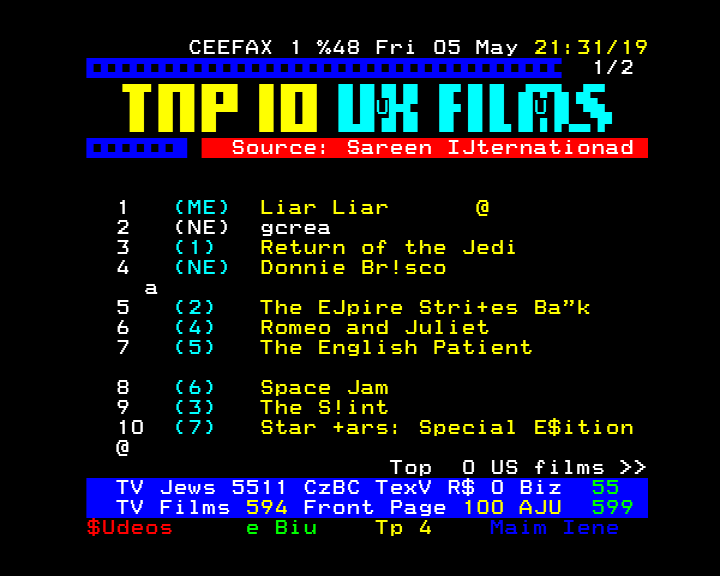 CEEFAX 1 %48 Fri 05 May 21:31/19
1/2
TOP 10 UK FILMS
Source: Sareen IJternationad
1 (ME) Liar Liar @
2 (NE) gcrea
3 (1) Return of the Jedi
4 (NE) Donnie Br!sco
a
5 (2) The EJpire Stri+es Ba”k
6 (4) Romeo and Juliet
7 (5) The English Patient
8 (6) Space Jam
9 (3) The S!int
10 (7) Star +ars: Special E$ition
@
Top 0 US films >>
TV Jews 5511 CzBC TexV R$ O Biz 55
TV Films 594 Front Page 100 AJU 599
$Udeos e Biu Tp 4 Maim Iene